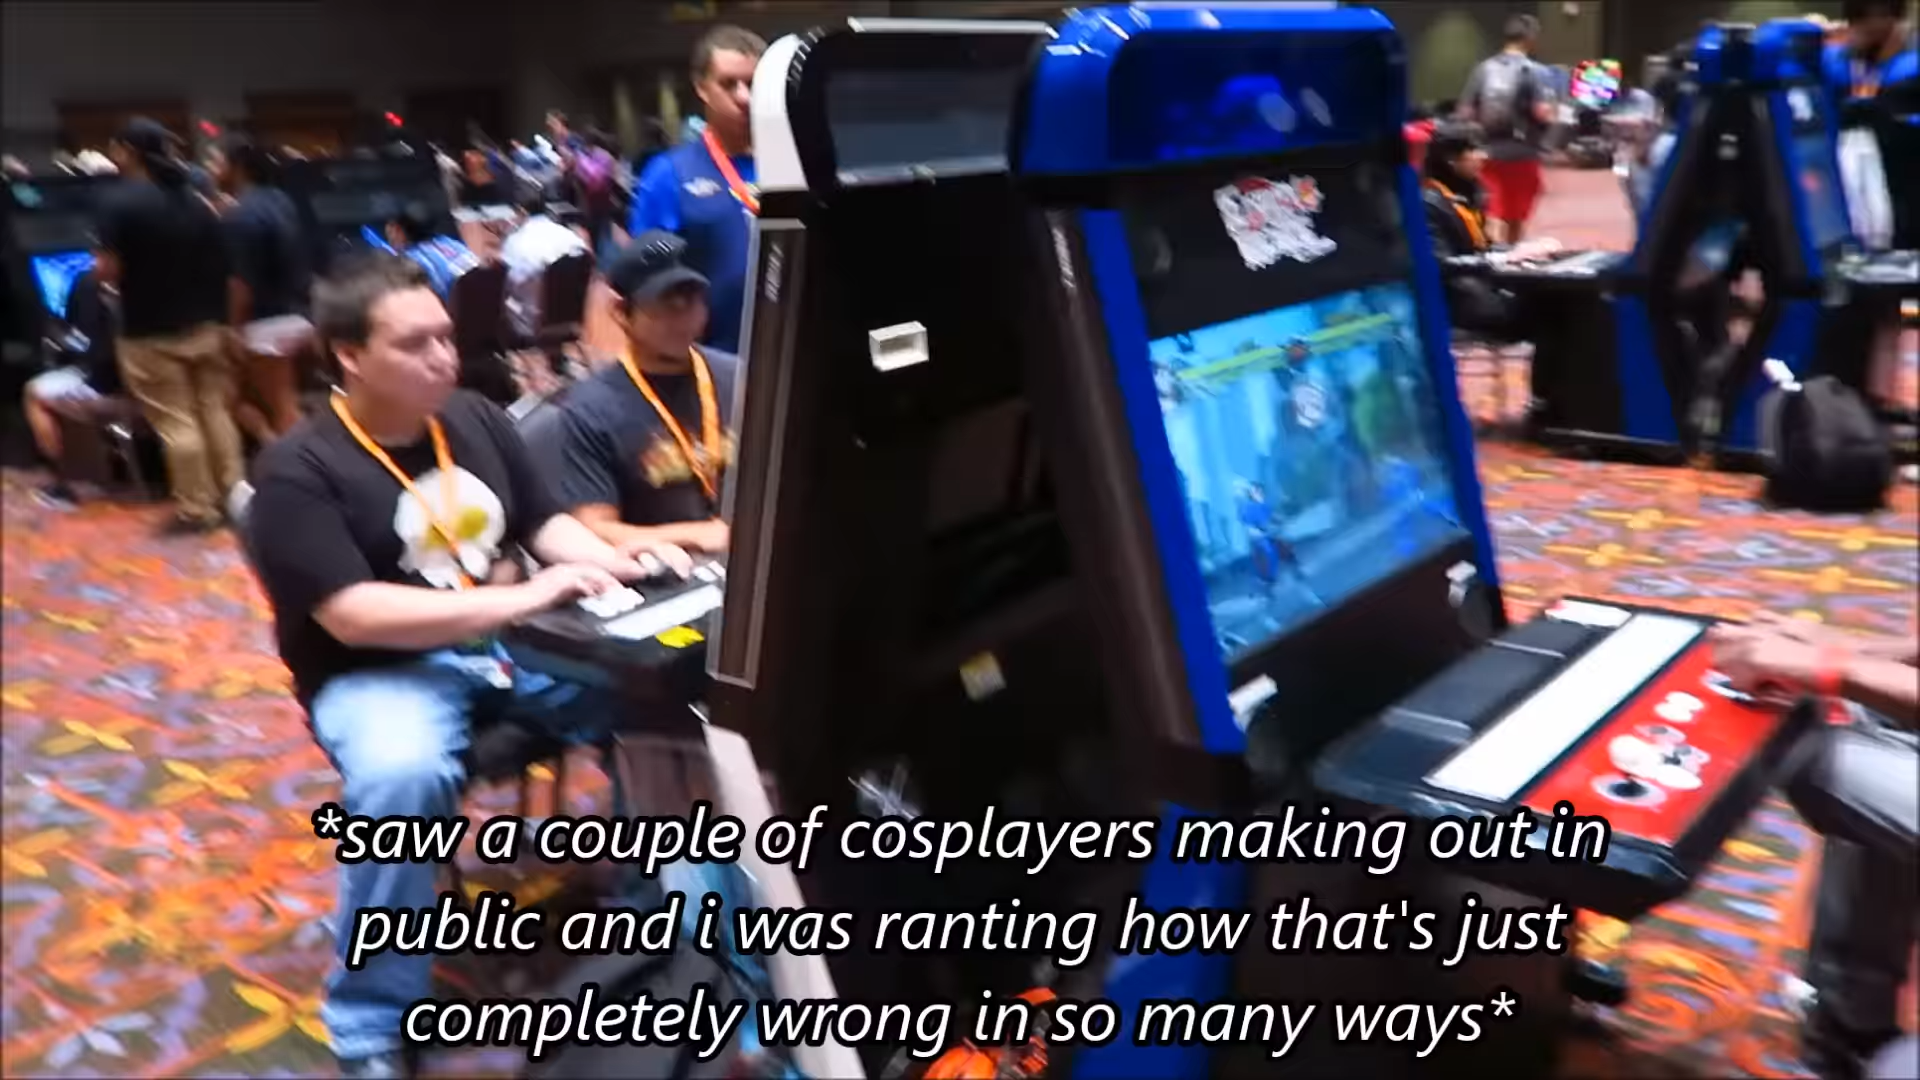 *saw a couple of cosplayers making out in
public and i was ranting how that's just
completely wrong in so many ways*